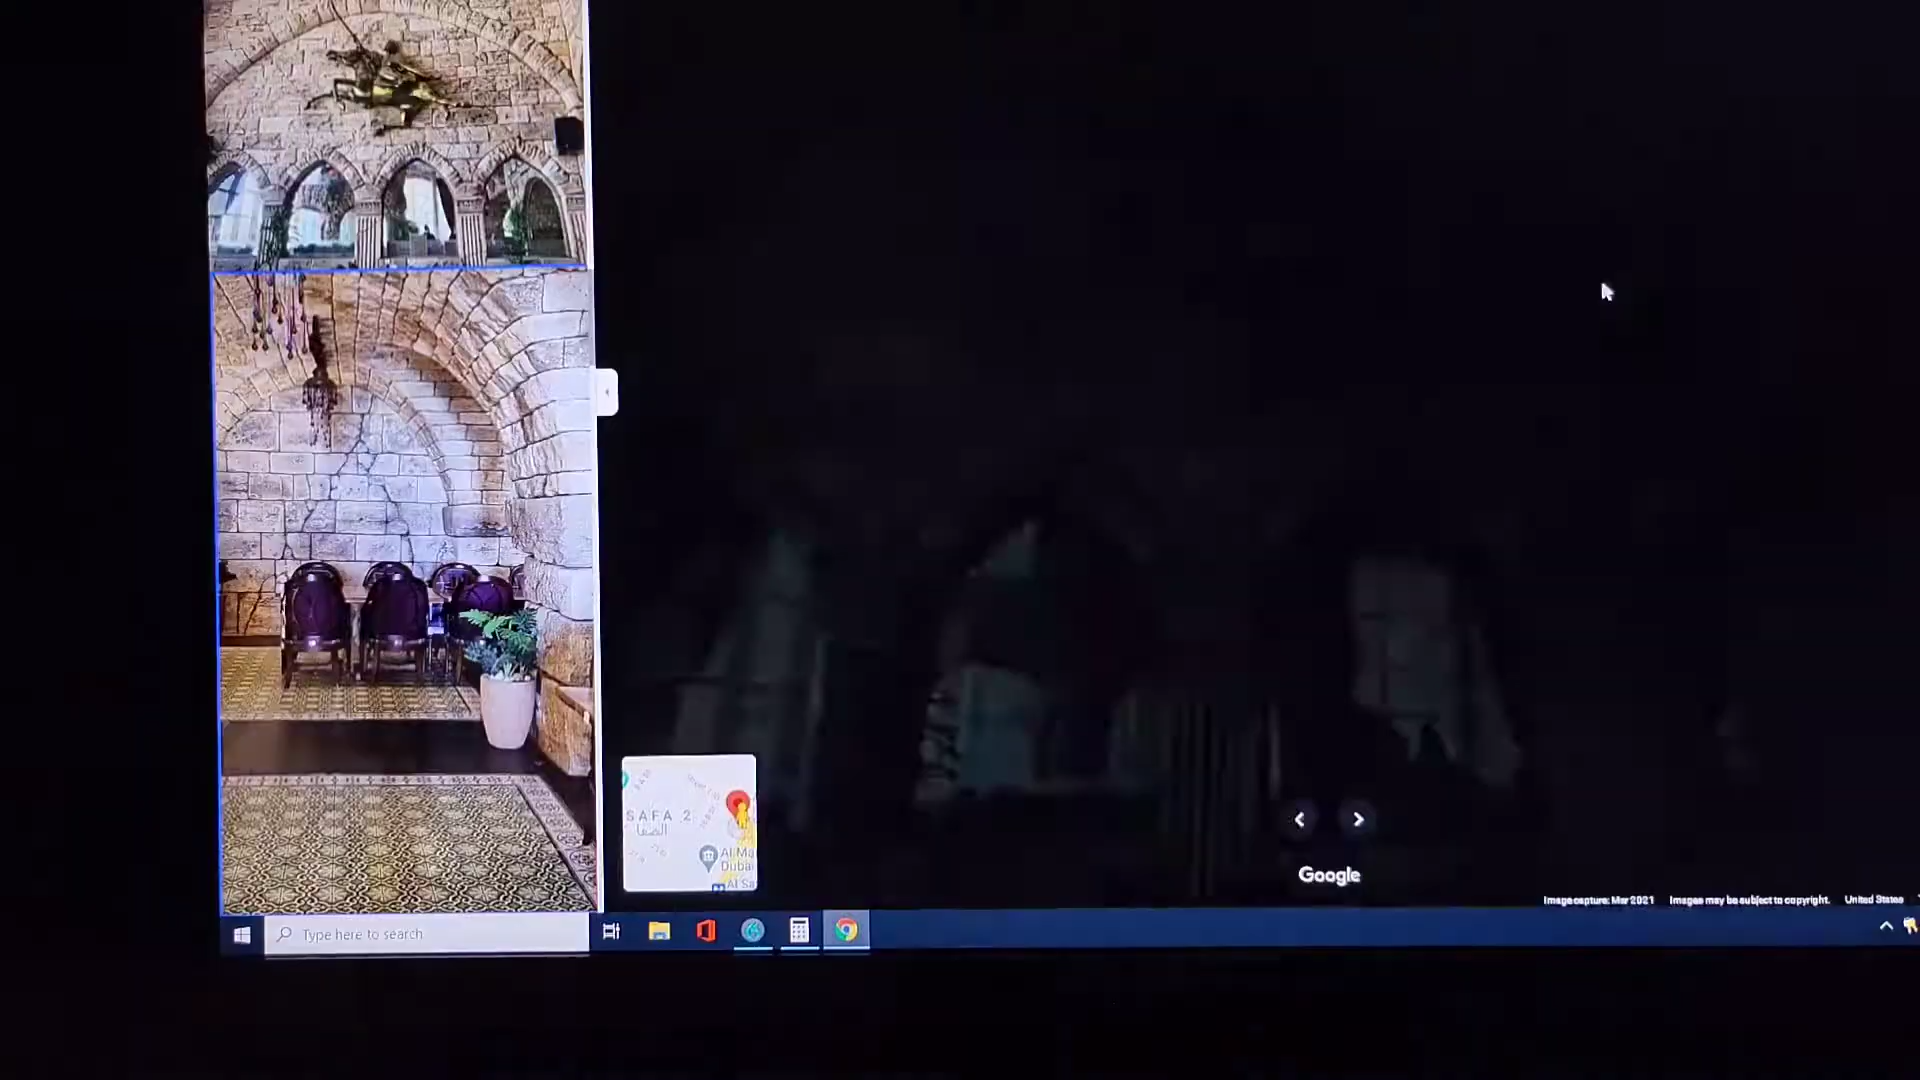 SAFA 2
الصفا
Al Ma
Dubai
Al Sa
Google
Image capture: Mar 2021 Images may be subject to copyright. United States
Type here to search